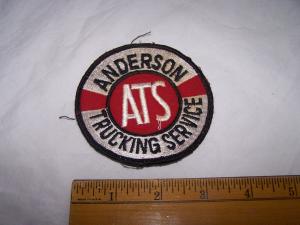 ANDERSON
ATS
TRUCKING SERVICE
1 2 3 4 5